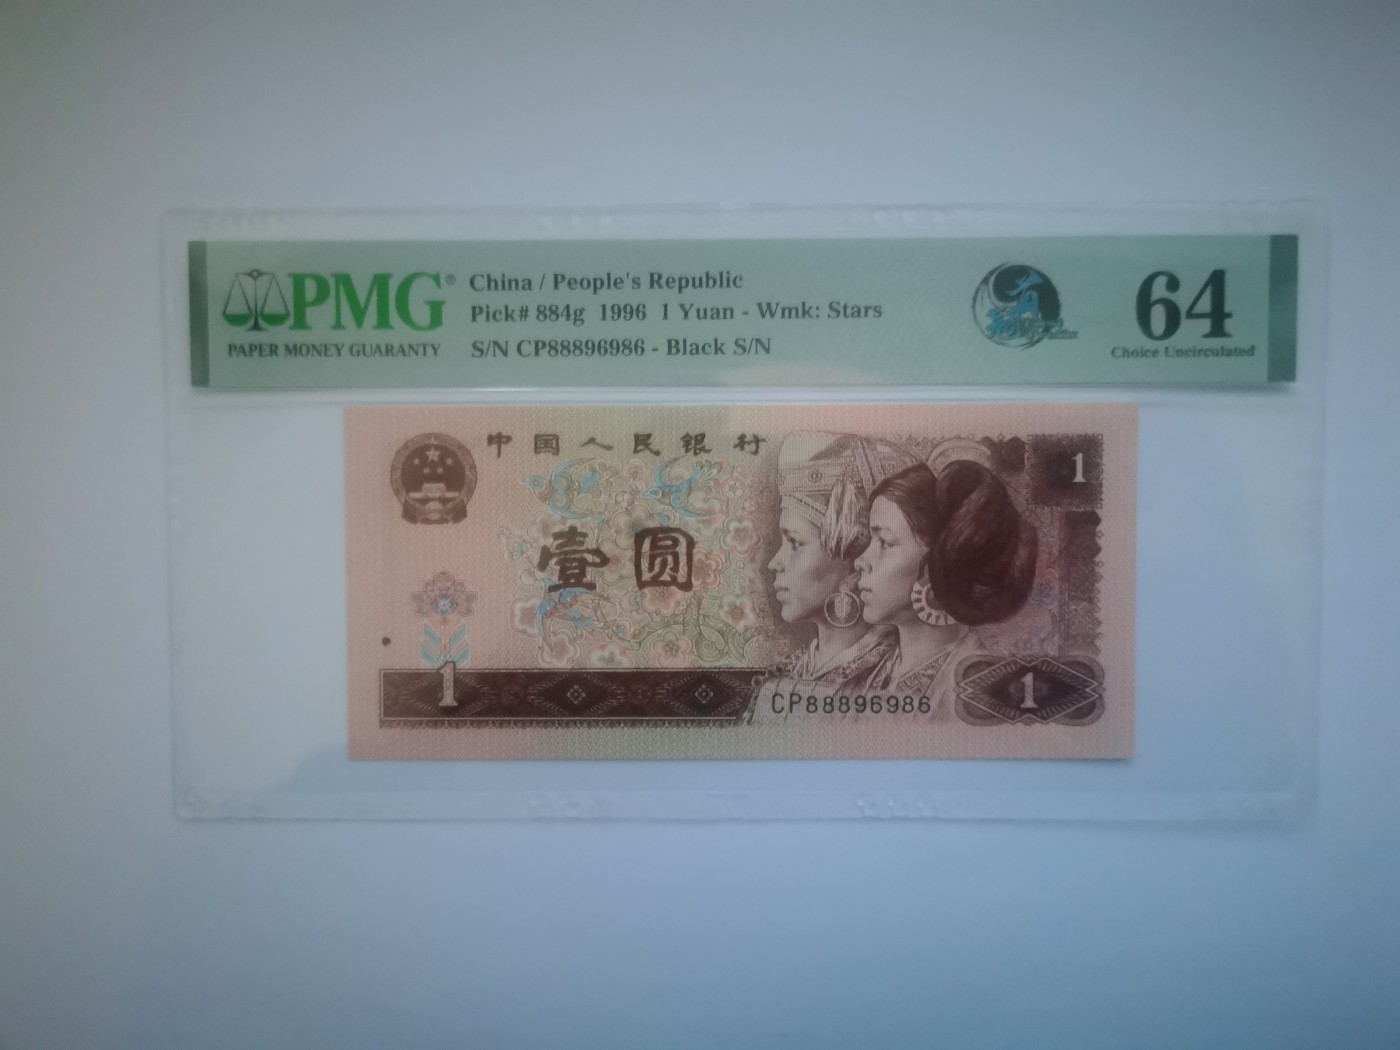 PMG®
PAPER MONEY GUARANTY
China / People's Republic
Pick# 884g 1996 1 Yuan - Wmk: Stars
S/N CP88896986 - Black S/N
64
Choice Uncirculated
中国人民银行
1
壹圆
1
CP88896986
1